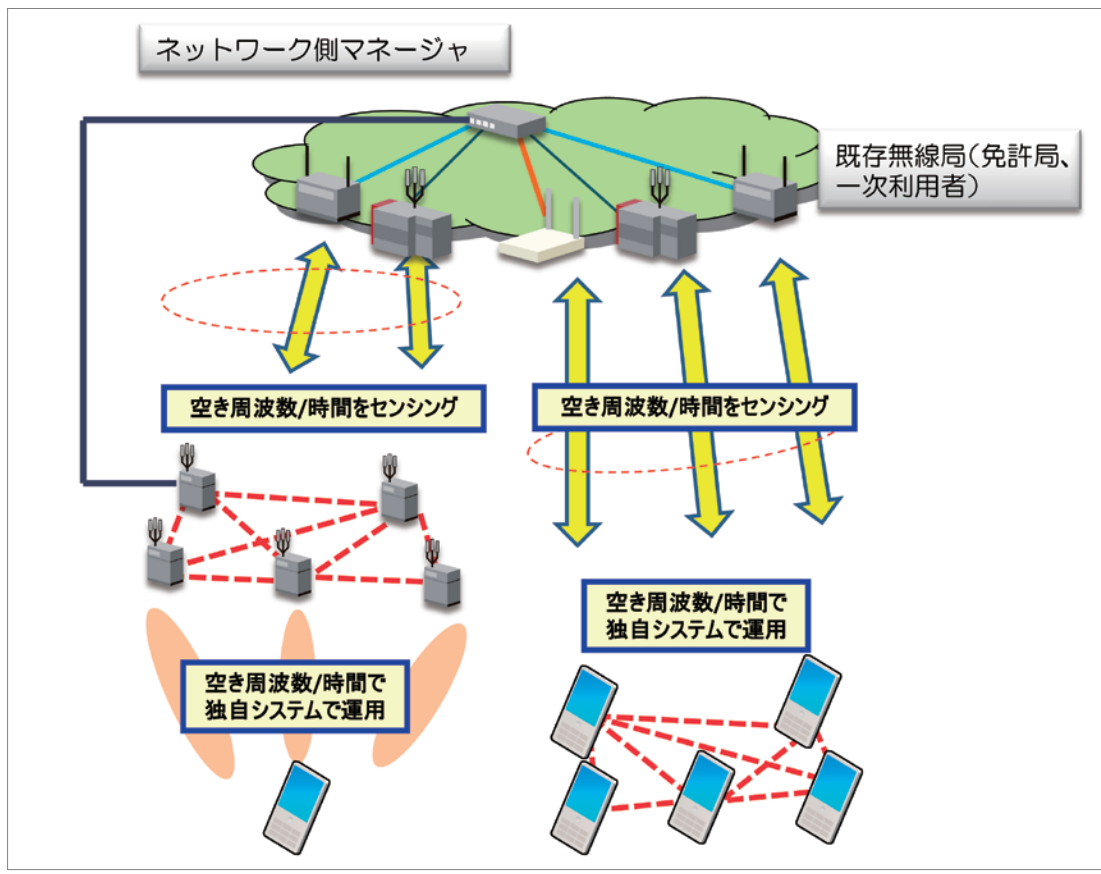 ネットワーク側マネージャ
既存無線局(免許局、
一次利用者)
空き周波数/時間をセンシング
空き周波数/時間をセンシング
空き周波数/時間で
独自システムで運用
空き周波数/時間で
独自システムで運用